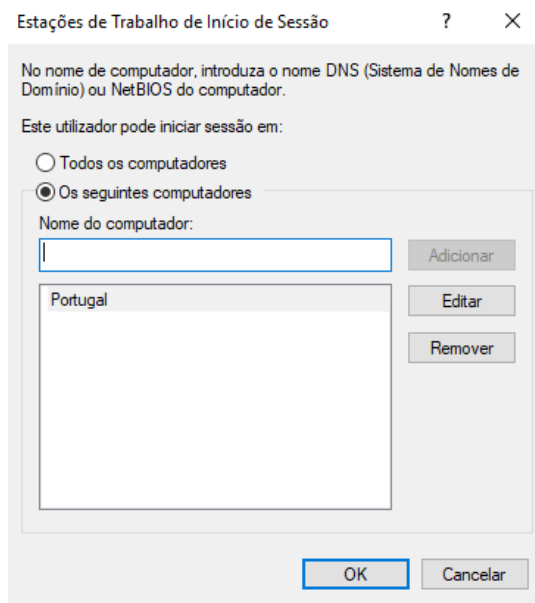 Estações de Trabalho de Início de Sessão
No nome de computador, introduza o nome DNS (Sistema de Nomes de
Domínio) ou NetBIOS do computador.
Este utilizador pode iniciar sessão em:
Todos os computadores
Os seguintes computadores
Nome do computador:
Adicionar
Portugal
Editar
Remover
OK
Cancelar